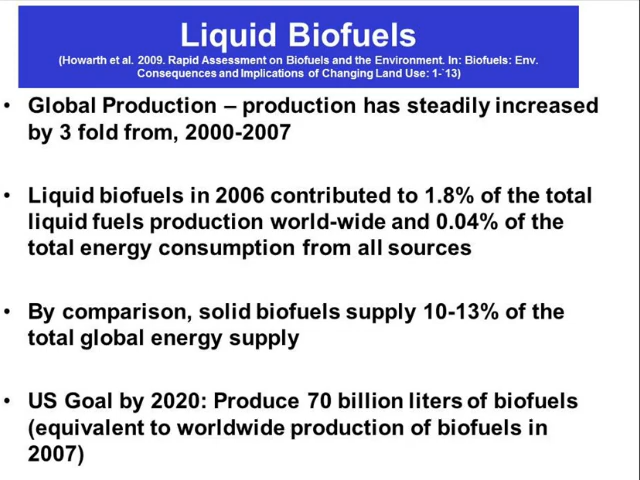 Liquid Biofuels
(Howarth et al. 2009. Rapid Assessment on Biofuels and the Environment. In: Biofuels: Env.
Consequences and Implications of Changing Land Use: 1-`13)
• Global Production – production has steadily increased
by 3 fold from, 2000-2007
• Liquid biofuels in 2006 contributed to 1.8% of the total
liquid fuels production world-wide and 0.04% of the
total energy consumption from all sources
• By comparison, solid biofuels supply 10-13% of the
total global energy supply
• US Goal by 2020: Produce 70 billion liters of biofuels
(equivalent to worldwide production of biofuels in
2007)